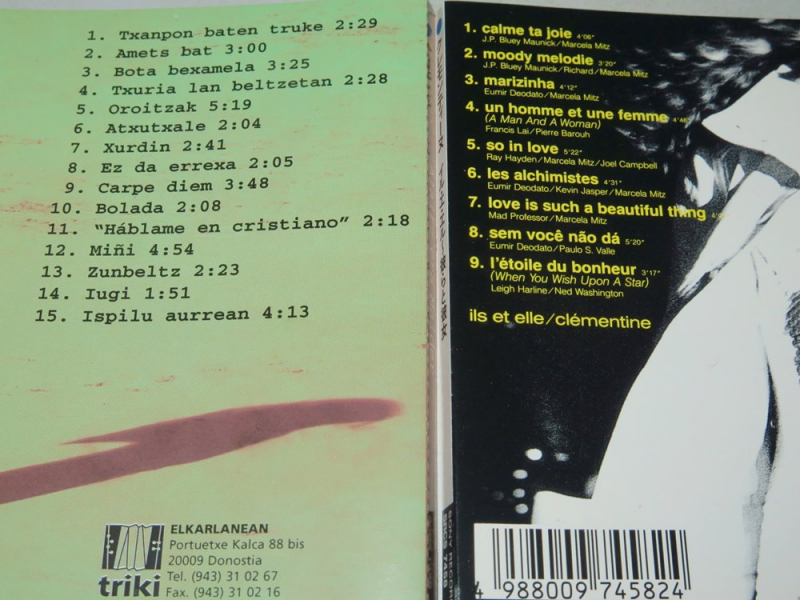 1. Txanpon baten truke 2:29
2. Amets bat 3:00
3. Bota bexamela 3:25
4. Txuria lan beltzetan 2:28
5. Oroitzak 5:19
6. Atxutxale 2:04
7. Xurdin 2:41
8. Ez da errexa 2:05
9. Carpe diem 3:48
10. Bolada 2:08
11. "Háblame en cristiano" 2:18
12. Miñi 4:54
13. Zunbeltz 2:23
14. Iugi 1:51
15. Ispilu aurrean 4:13
triki
ELKARLANEAN
Portuetxe Kalca 88 bis
20009 Donostia
Tel. (943) 31 02 67
Fax. (943) 31 02 16
1. calme ta joie 4'06"
J.P. Bluey Maunick/Marcela Mitz
2. moody melodie 3'20"
J.P. Bluey Maunick/Richard/Marcela Mitz
3. marizinha 4'12"
Eumir Deodato/Marcela Mitz
4. un homme et une femme
(A Man And A Woman)
Francis Lai/Pierre Barouh
5. so in love 5'22"
Ray Hayden/Marcela Mitz/Joel Campbell
6. les alchimistes 4'31"
Eumir Deodato/Kevin Jasper/Marcela Mitz
7. love is such a beautiful thing
Mad Professor/Marcela Mitz
8. sem você não dá 5'20"
Eumir Deodato/Paulo S. Valle
9. l'étoile du bonheur 3'17"
(When You Wish Upon A Star)
Leigh Harline/Ned Washington
ils et elle/clémentine
4 988009 745824